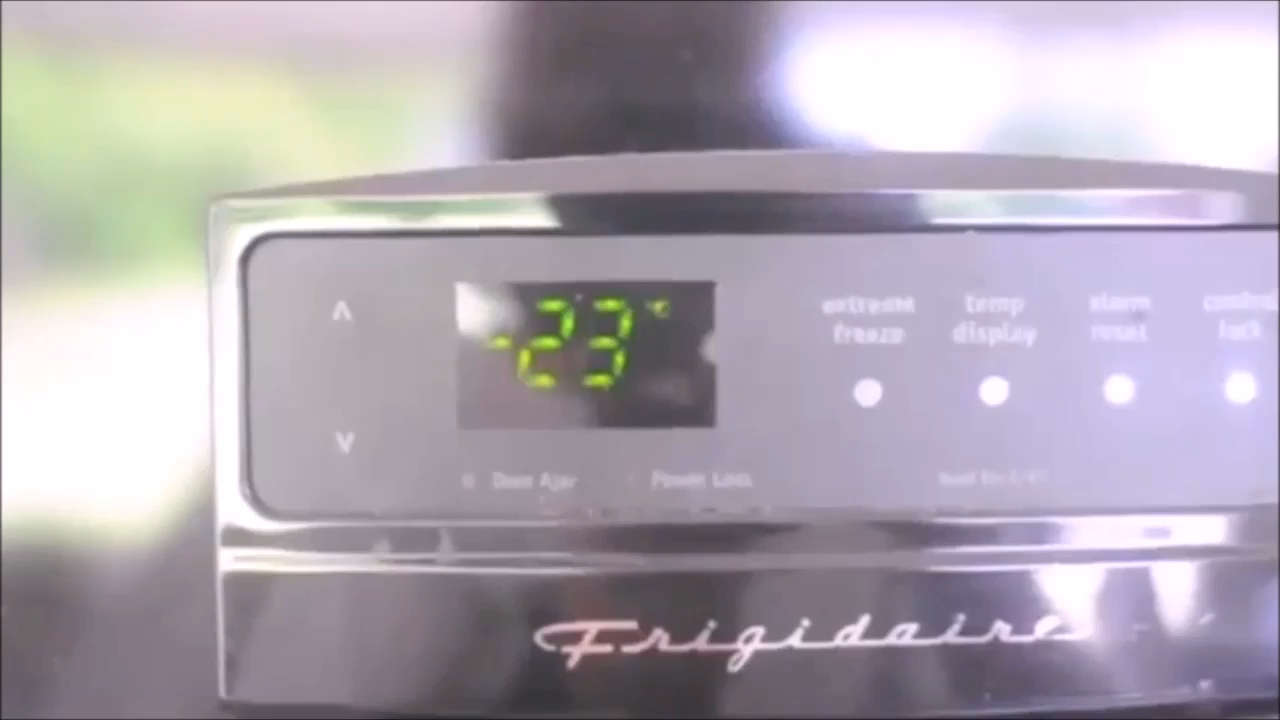 -23 °C
extreme freeze
temp display
alarm reset
control lock
Door Ajar
Power Loss
Frigidaire